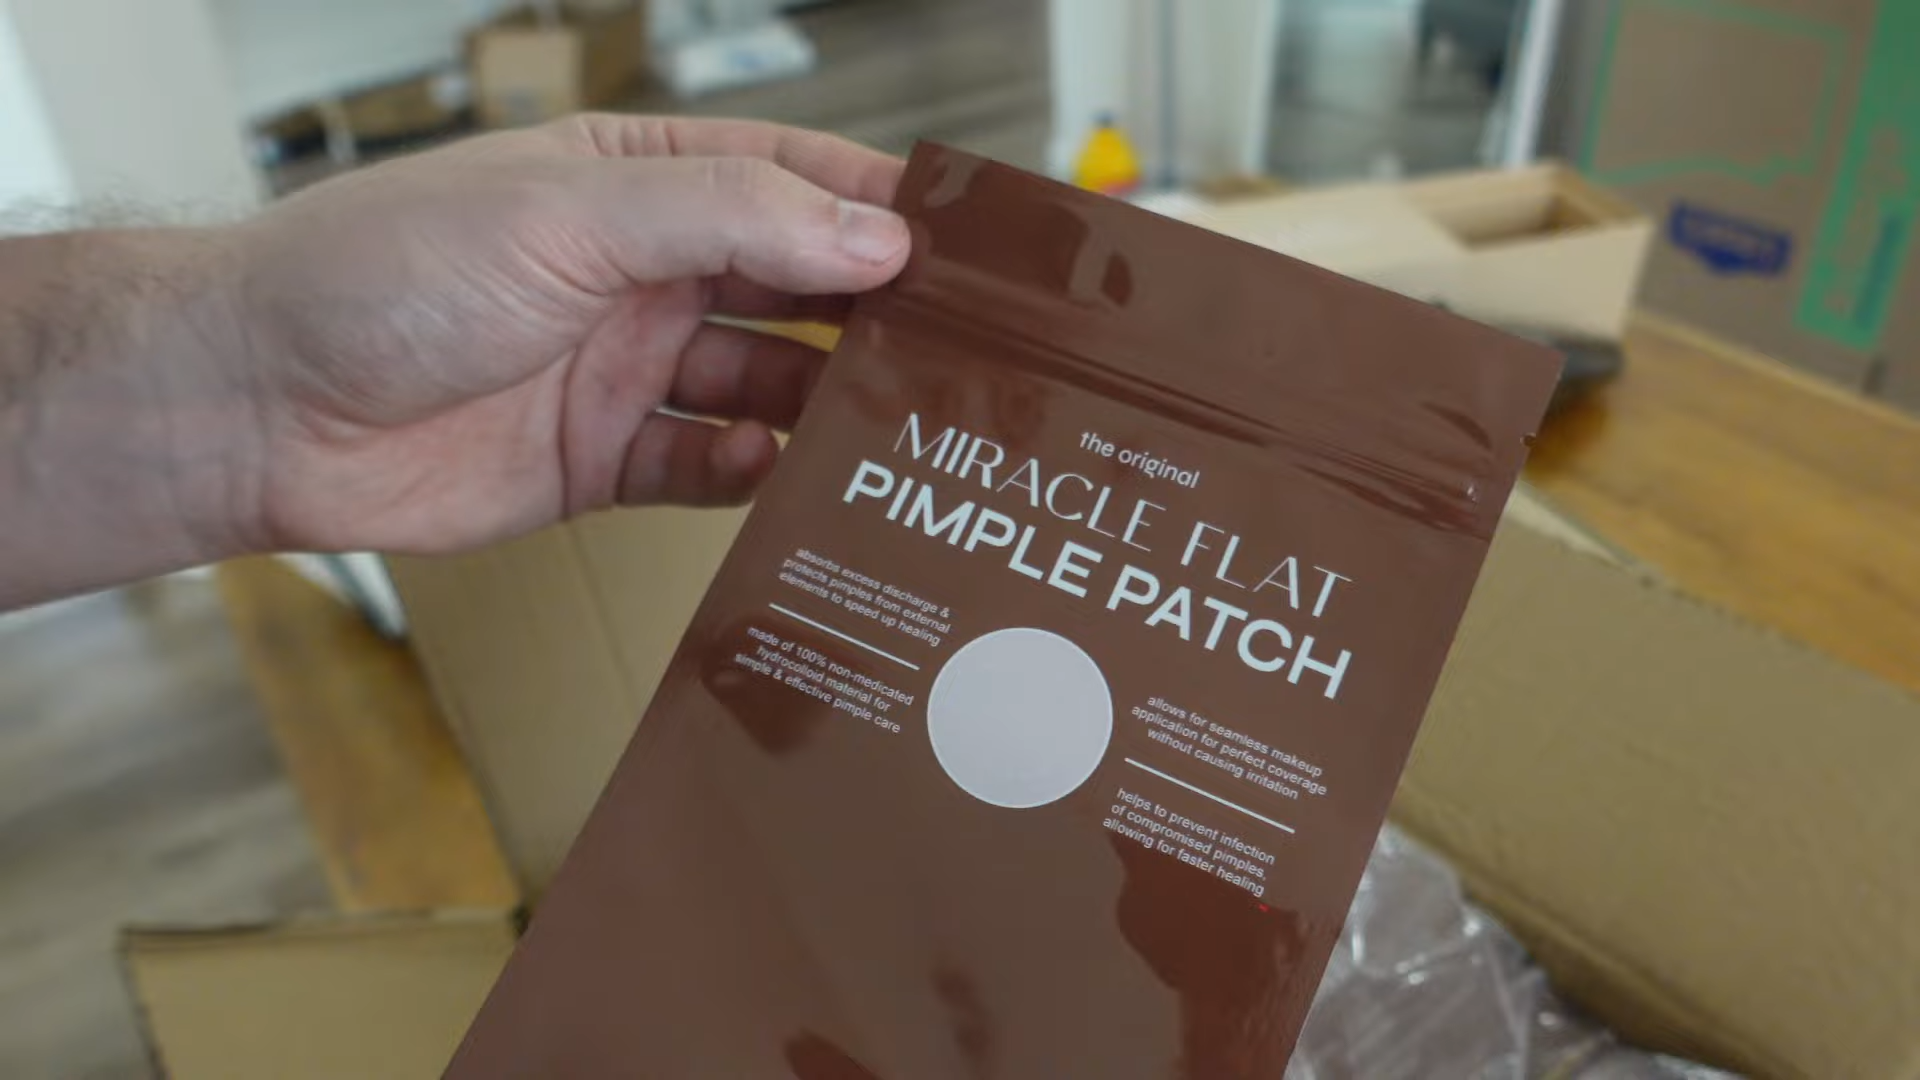 the original
MIRACLE FLAT
PIMPLE PATCH
absorbs excess discharge &
protects pimples from external
elements to speed up healing
made of 100% non-medicated
hydrocolloid material for
simple & effective pimple care
allows for seamless makeup
application for perfect coverage
without causing irritation
helps to prevent infection
of compromised pimples,
allowing for faster healing